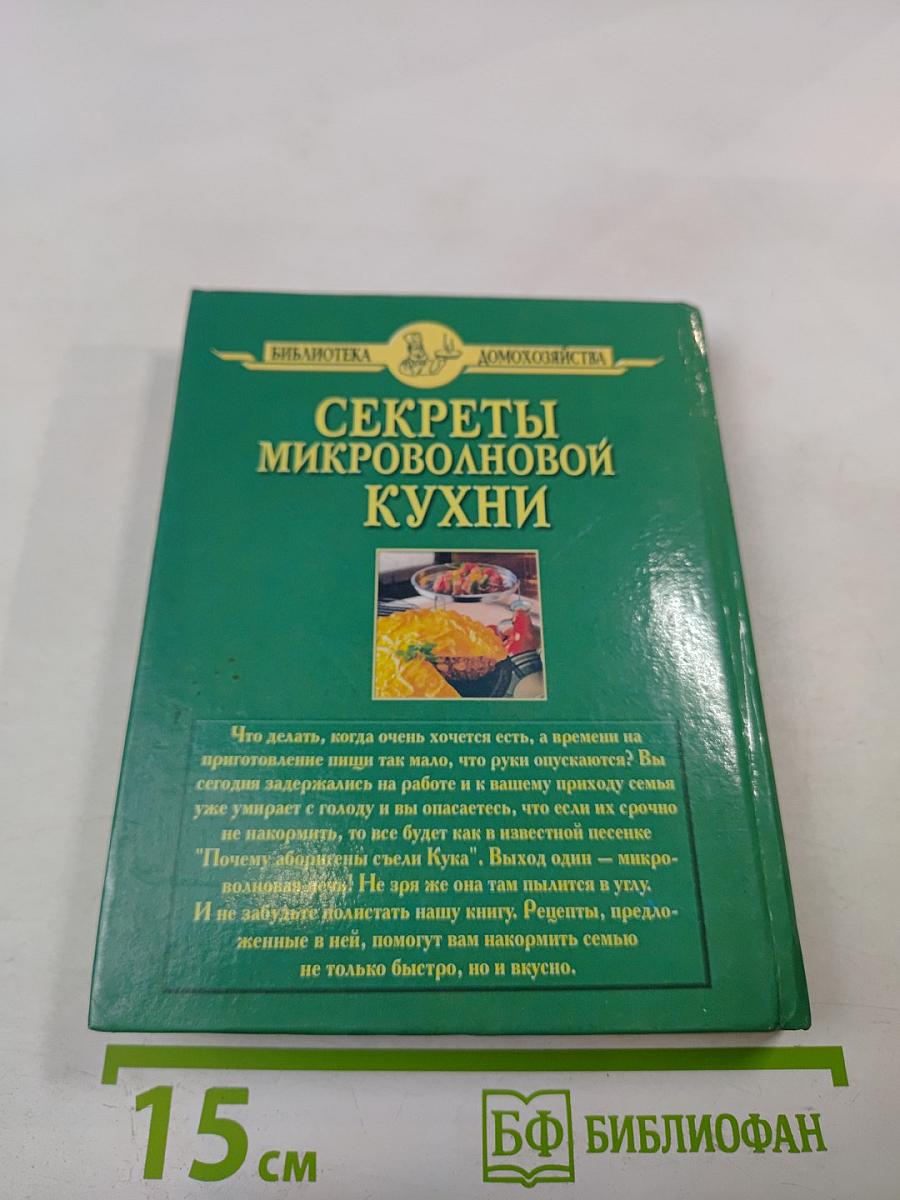 БИБЛИОТЕКА ДОМОХОЗЯЙСТВА
СЕКРЕТЫ
МИКРОВОЛНОВОЙ
КУХНИ
Что делать, когда очень хочется есть, а времени на
приготовление пищи так мало, что руки опускаются? Вы
сегодня задержались на работе и к вашему приходу семья
уже умирает с голоду и вы опасаетесь, что если их срочно
не накормить, то все будет как в известной песенке
"Почему аборигены съели Кука". Выход один — микро-
волновая печь! Не зря же она там пылится в углу.
И не забудьте полистать нашу книгу. Рецепты, предло-
женные в ней, помогут вам накормить семью
не только быстро, но и вкусно.
15 см
БФ БИБЛИОФАН